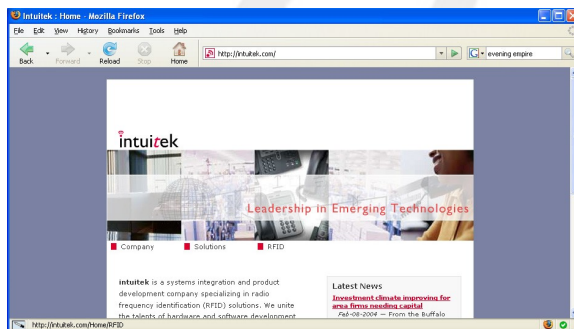 Intuitek : Home - Mozilla Firefox
File Edit View History Bookmarks Tools Help
Back Forward Reload Stop Home http://intuitek.com/ G evening empire
intuitek
Leadership in Emerging Technologies
Company Solutions RFID
intuitek is a systems integration and product
development company specializing in radio
frequency identification (RFID) solutions. We unite
the talents of hardware and software development
Latest News
Investment climate improving for
area firms needing capital
Feb-08-2004 — From the Buffalo
http://intuitek.com/Home/RFID